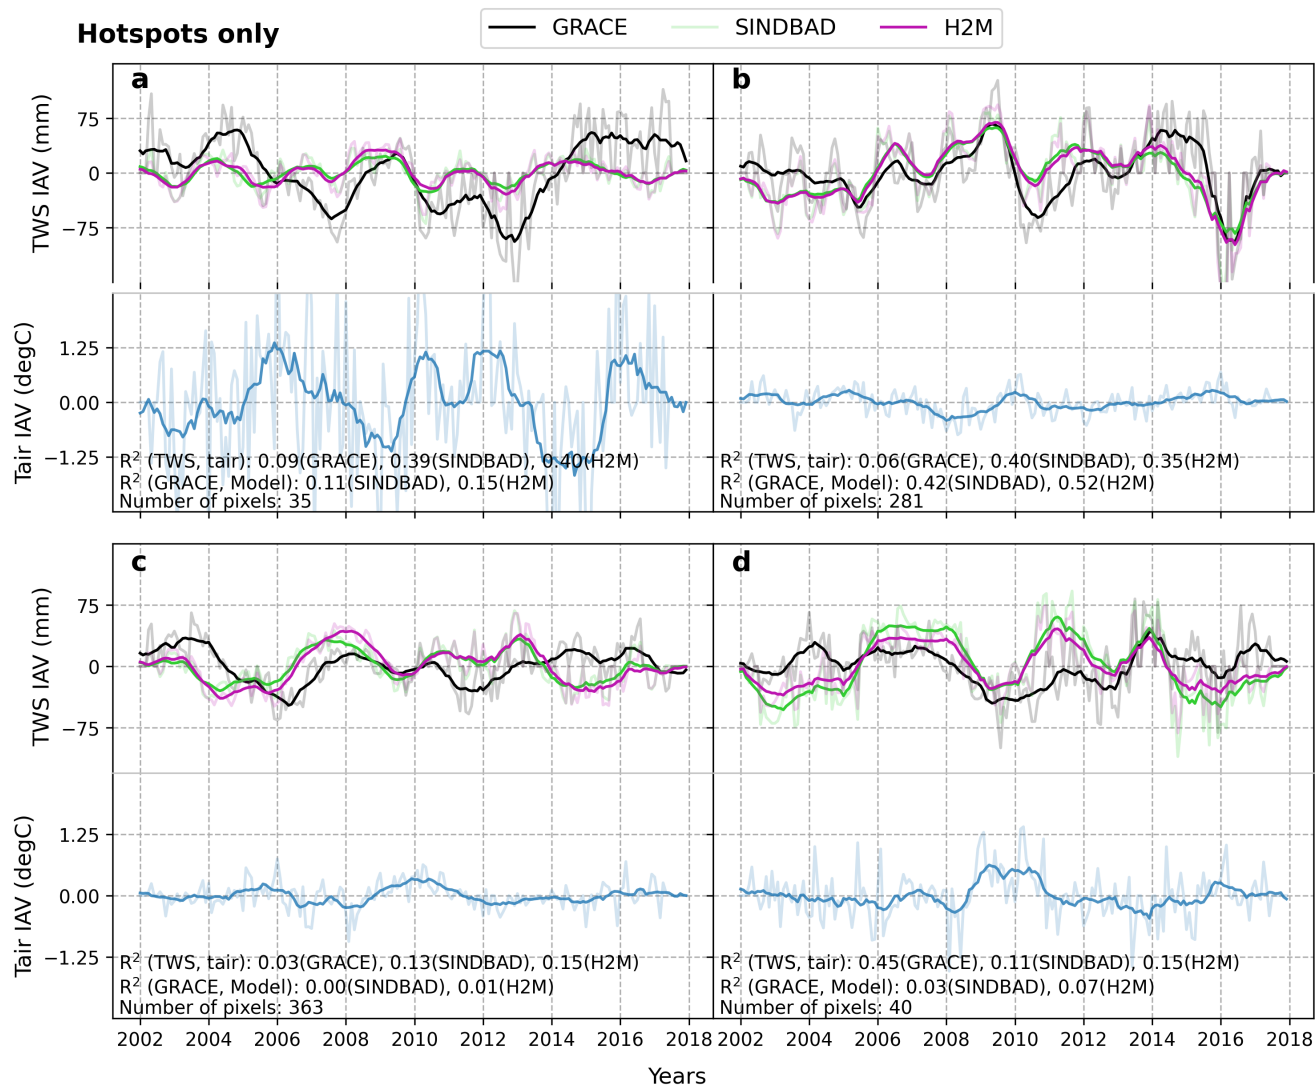 Hotspots only
GRACE SINDBAD H2M
a
b
TWS IAV (mm)
75
0
−75
Tair IAV (degC)
1.25
0.00
−1.25
R² (TWS, tair): 0.09(GRACE), 0.39(SINDBAD), 0.40(H2M)
R² (GRACE, Model): 0.11(SINDBAD), 0.15(H2M)
Number of pixels: 35
R² (TWS, tair): 0.06(GRACE), 0.40(SINDBAD), 0.35(H2M)
R² (GRACE, Model): 0.42(SINDBAD), 0.52(H2M)
Number of pixels: 281
c
d
TWS IAV (mm)
75
0
−75
Tair IAV (degC)
1.25
0.00
−1.25
R² (TWS, tair): 0.03(GRACE), 0.13(SINDBAD), 0.15(H2M)
R² (GRACE, Model): 0.00(SINDBAD), 0.01(H2M)
Number of pixels: 363
R² (TWS, tair): 0.45(GRACE), 0.11(SINDBAD), 0.15(H2M)
R² (GRACE, Model): 0.03(SINDBAD), 0.07(H2M)
Number of pixels: 40
2002 2004 2006 2008 2010 2012 2014 2016 2018 2002 2004 2006 2008 2010 2012 2014 2016 2018
Years